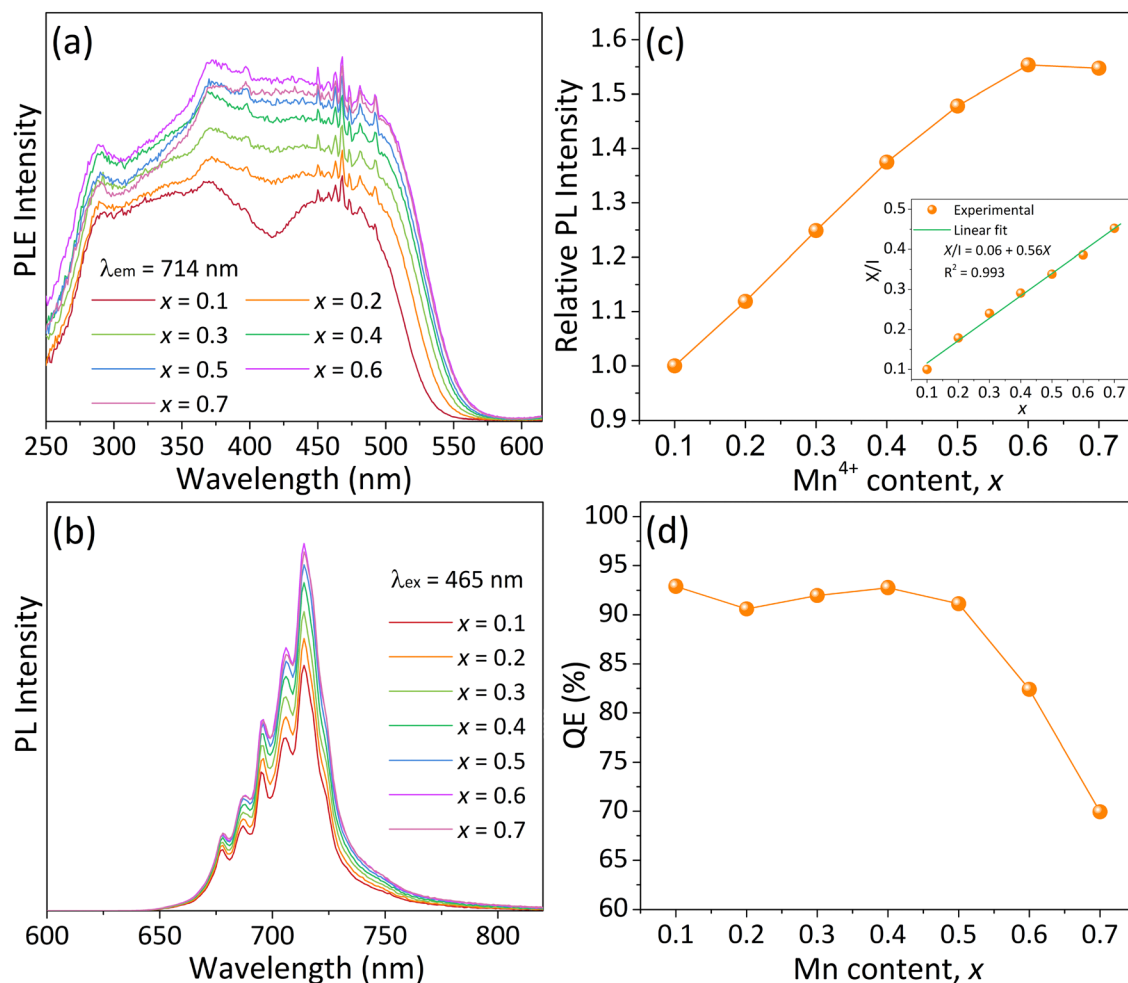 (a)
PLE Intensity
λem = 714 nm
x = 0.1
x = 0.2
x = 0.3
x = 0.4
x = 0.5
x = 0.6
x = 0.7
250 300 350 400 450 500 550 600
Wavelength (nm)
(b)
PL Intensity
λex = 465 nm
x = 0.1
x = 0.2
x = 0.3
x = 0.4
x = 0.5
x = 0.6
x = 0.7
600 650 700 750 800
Wavelength (nm)
(c)
Relative PL Intensity
1.6
1.5
1.4
1.3
1.2
1.1
1.0
0.9
0.1 0.2 0.3 0.4 0.5 0.6 0.7
Mn⁴⁺ content, x
Experimental
Linear fit
X/I = 0.06 + 0.56X
R² = 0.993
X/I
0.5
0.4
0.3
0.2
0.1
0.1 0.2 0.3 0.4 0.5 0.6 0.7
x
(d)
QE (%)
100
95
90
85
80
75
70
65
60
0.1 0.2 0.3 0.4 0.5 0.6 0.7
Mn content, x